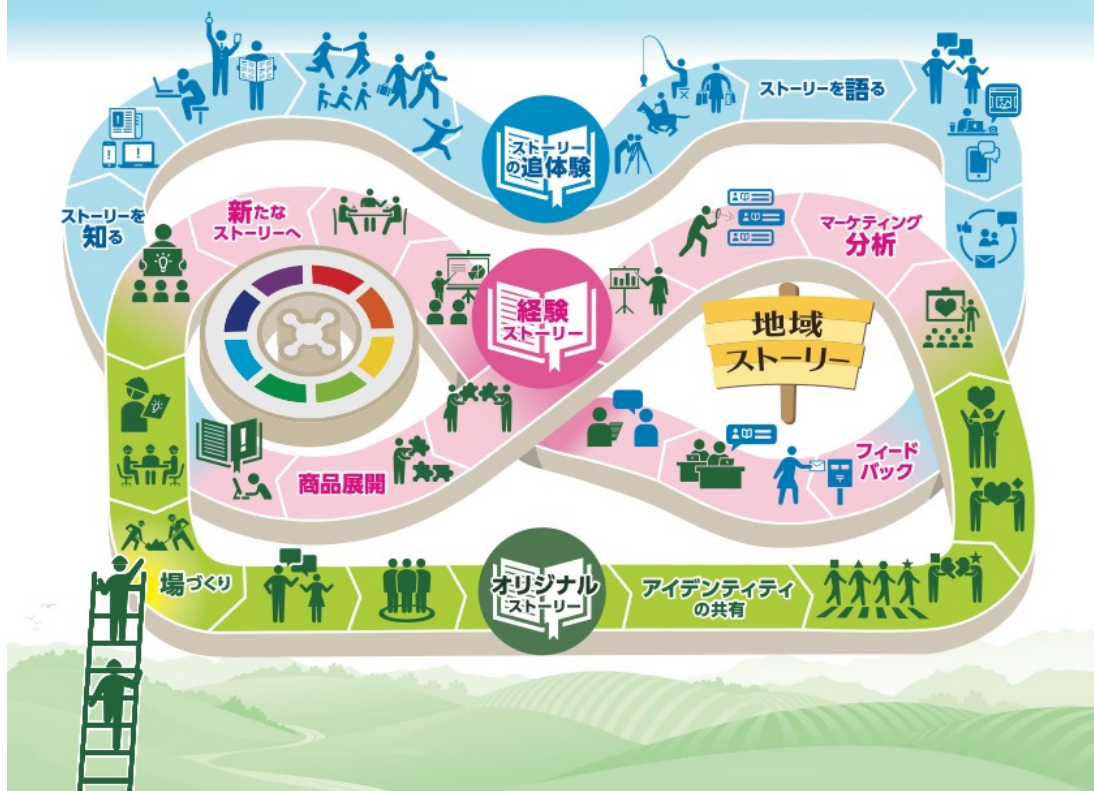 ストーリー
の追体験
ストーリーを語る
ストーリーを
知る
新たな
ストーリーへ
マーケティング
分析
経験
ストーリー
地域
ストーリー
商品展開
フィード
バック
場づくり
オリジナル
ストーリー
アイデンティティ
の共有